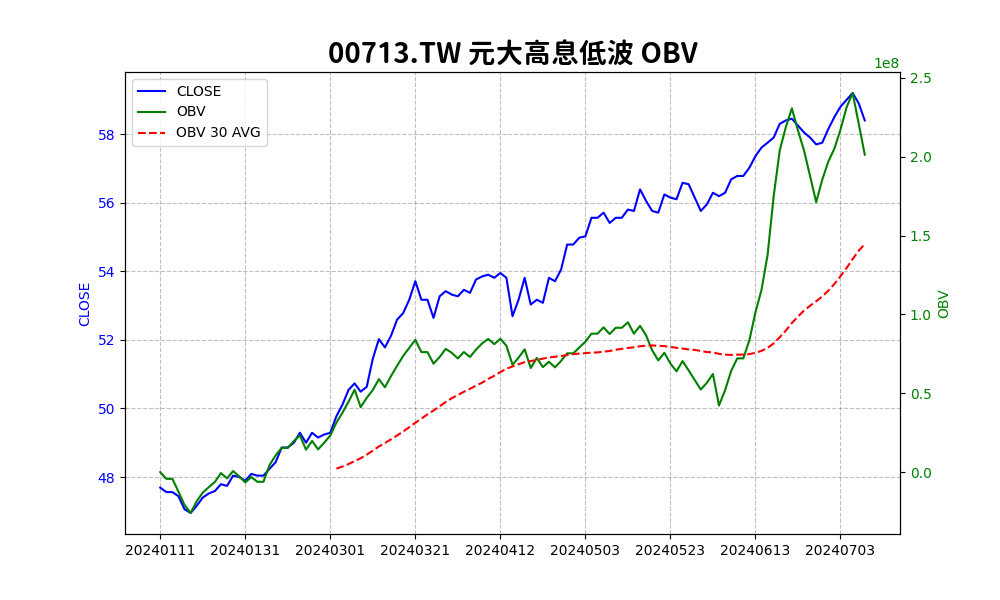 00713.TW 元大高息低波 OBV
1e8
CLOSE
OBV
OBV 30 AVG
58
56
54
52
50
48
CLOSE
2.5
2.0
1.5
1.0
0.5
0.0
OBV
20240111 20240131 20240301 20240321 20240412 20240503 20240523 20240613 20240703